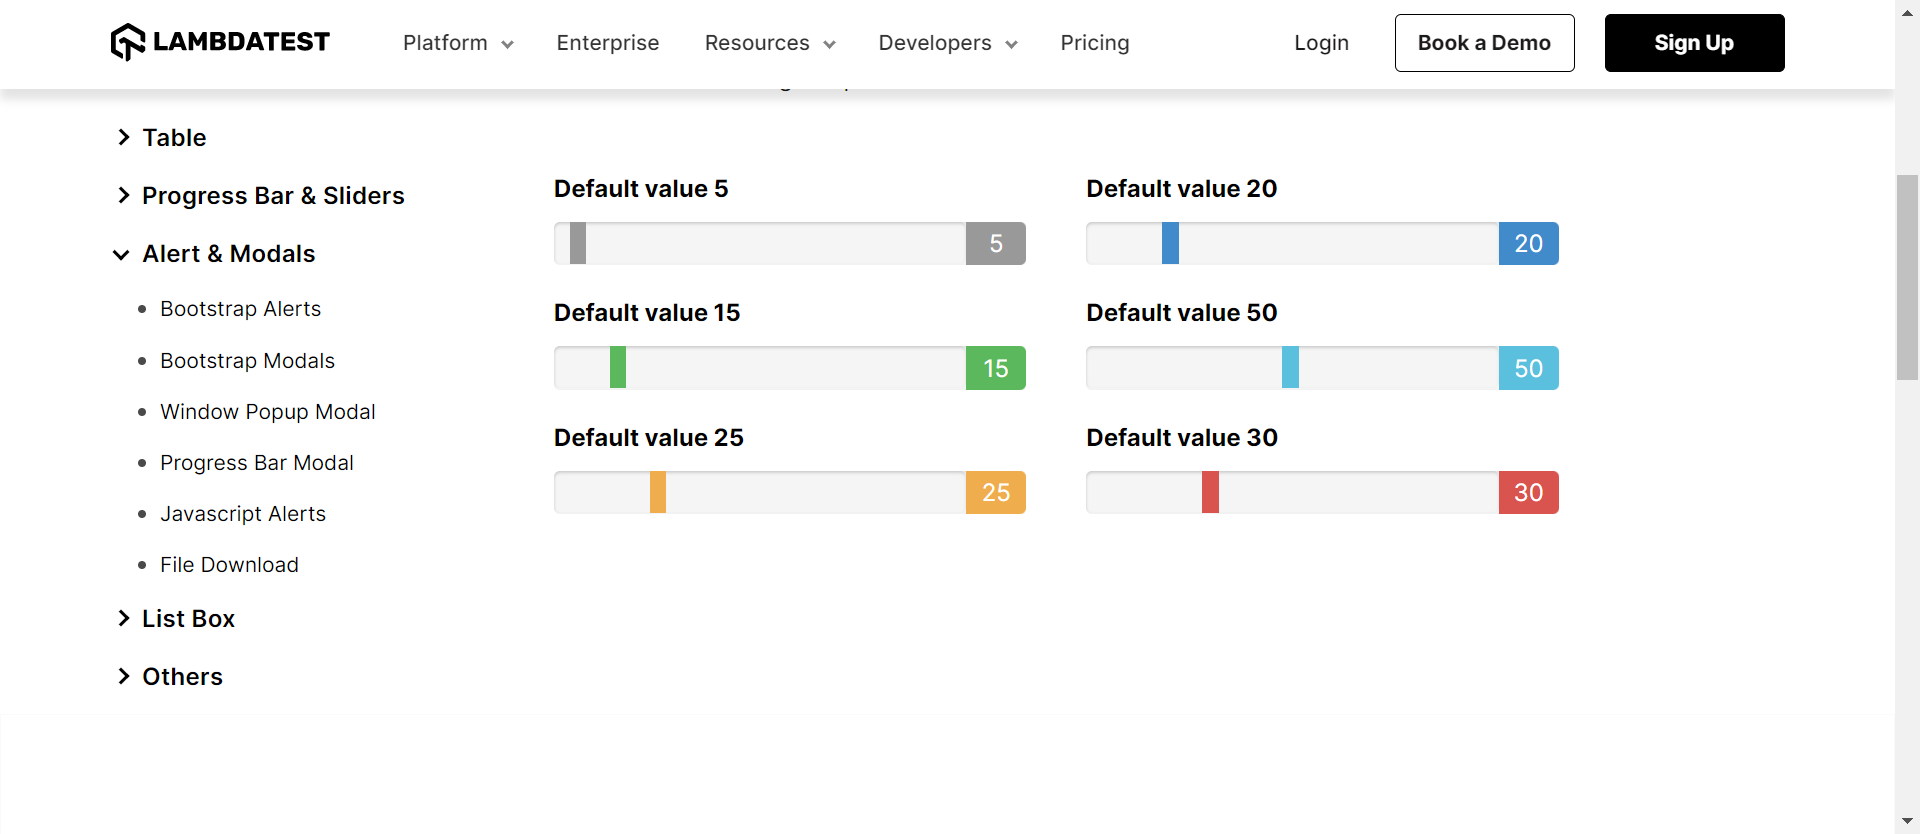 LAMBDATEST Platform Enterprise Resources Developers Pricing Login Book a Demo Sign Up
Table
Progress Bar & Sliders
Alert & Modals
Bootstrap Alerts
Bootstrap Modals
Window Popup Modal
Progress Bar Modal
Javascript Alerts
File Download
List Box
Others
Default value 5
5
Default value 20
20
Default value 15
15
Default value 50
50
Default value 25
25
Default value 30
30